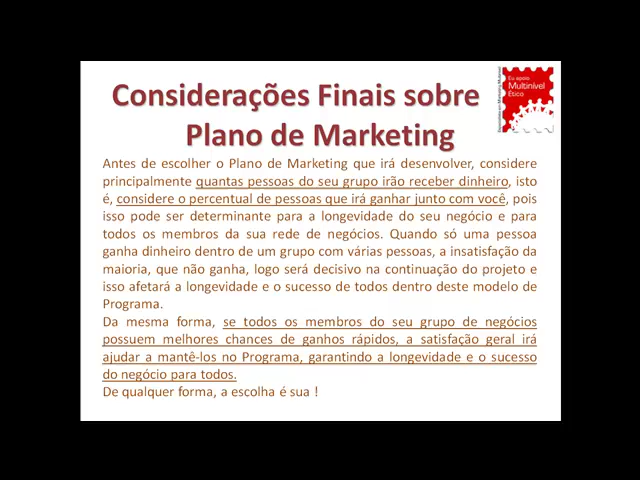 Considerações Finais sobre
Plano de Marketing
Eu apoio
Multinível
Ético
Antes de escolher o Plano de Marketing que irá desenvolver, considere
principalmente quantas pessoas do seu grupo irão receber dinheiro, isto
é, considere o percentual de pessoas que irá ganhar junto com você, pois
isso pode ser determinante para a longevidade do seu negócio e para
todos os membros da sua rede de negócios. Quando só uma pessoa
ganha dinheiro dentro de um grupo com várias pessoas, a insatisfação da
maioria, que não ganha, logo será decisivo na continuação do projeto e
isso afetará a longevidade e o sucesso de todos dentro deste modelo de
Programa.
Da mesma forma, se todos os membros do seu grupo de negócios
possuem melhores chances de ganhos rápidos, a satisfação geral irá
ajudar a mantê-los no Programa, garantindo a longevidade e o sucesso
do negócio para todos.
De qualquer forma, a escolha é sua !